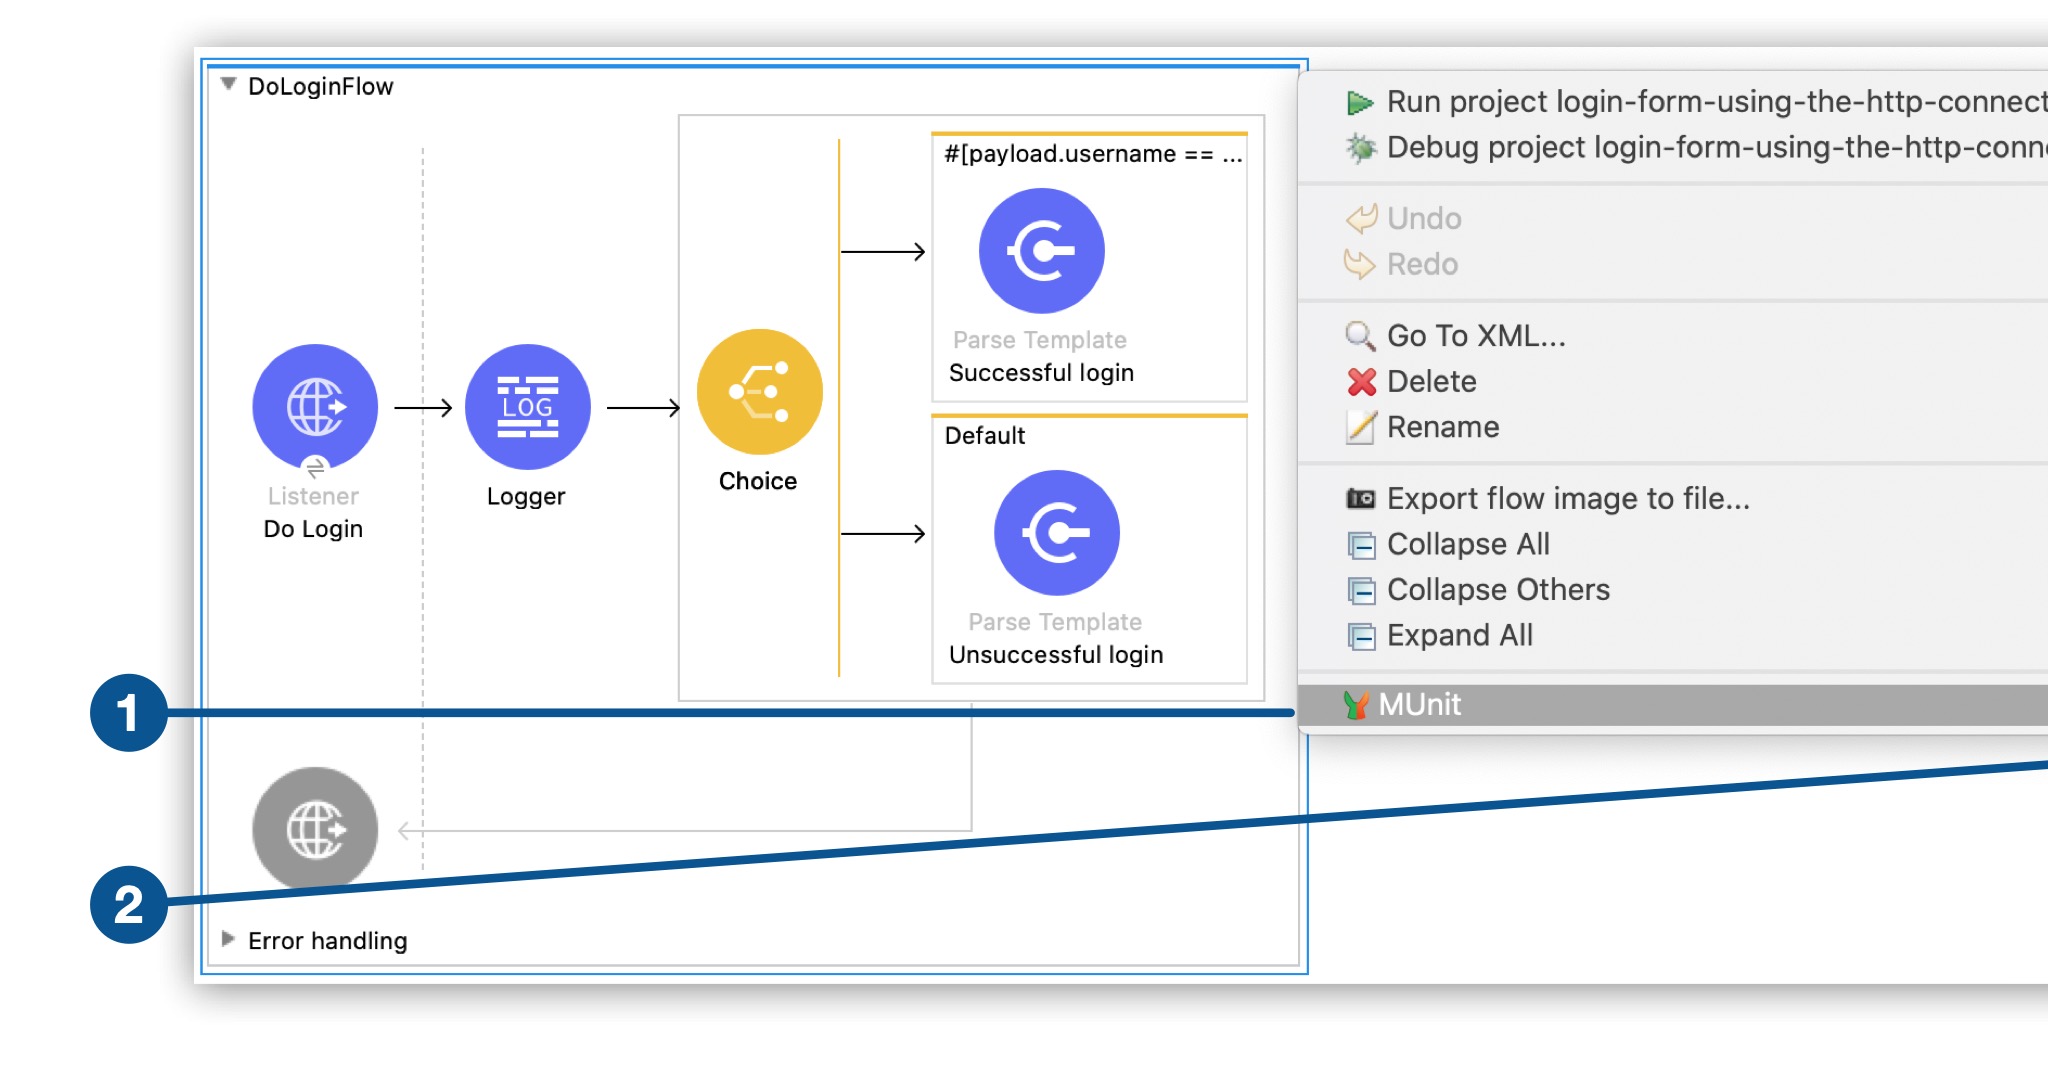 DoLoginFlow
#[payload.username == ...
Parse Template
Successful login
LOG
Listener
Do Login
Logger
Choice
Default
Parse Template
Unsuccessful login
Error handling
1
2
Run project login-form-using-the-http-connect
Debug project login-form-using-the-http-conn
Undo
Redo
Go To XML...
Delete
Rename
Export flow image to file...
Collapse All
Collapse Others
Expand All
MUnit